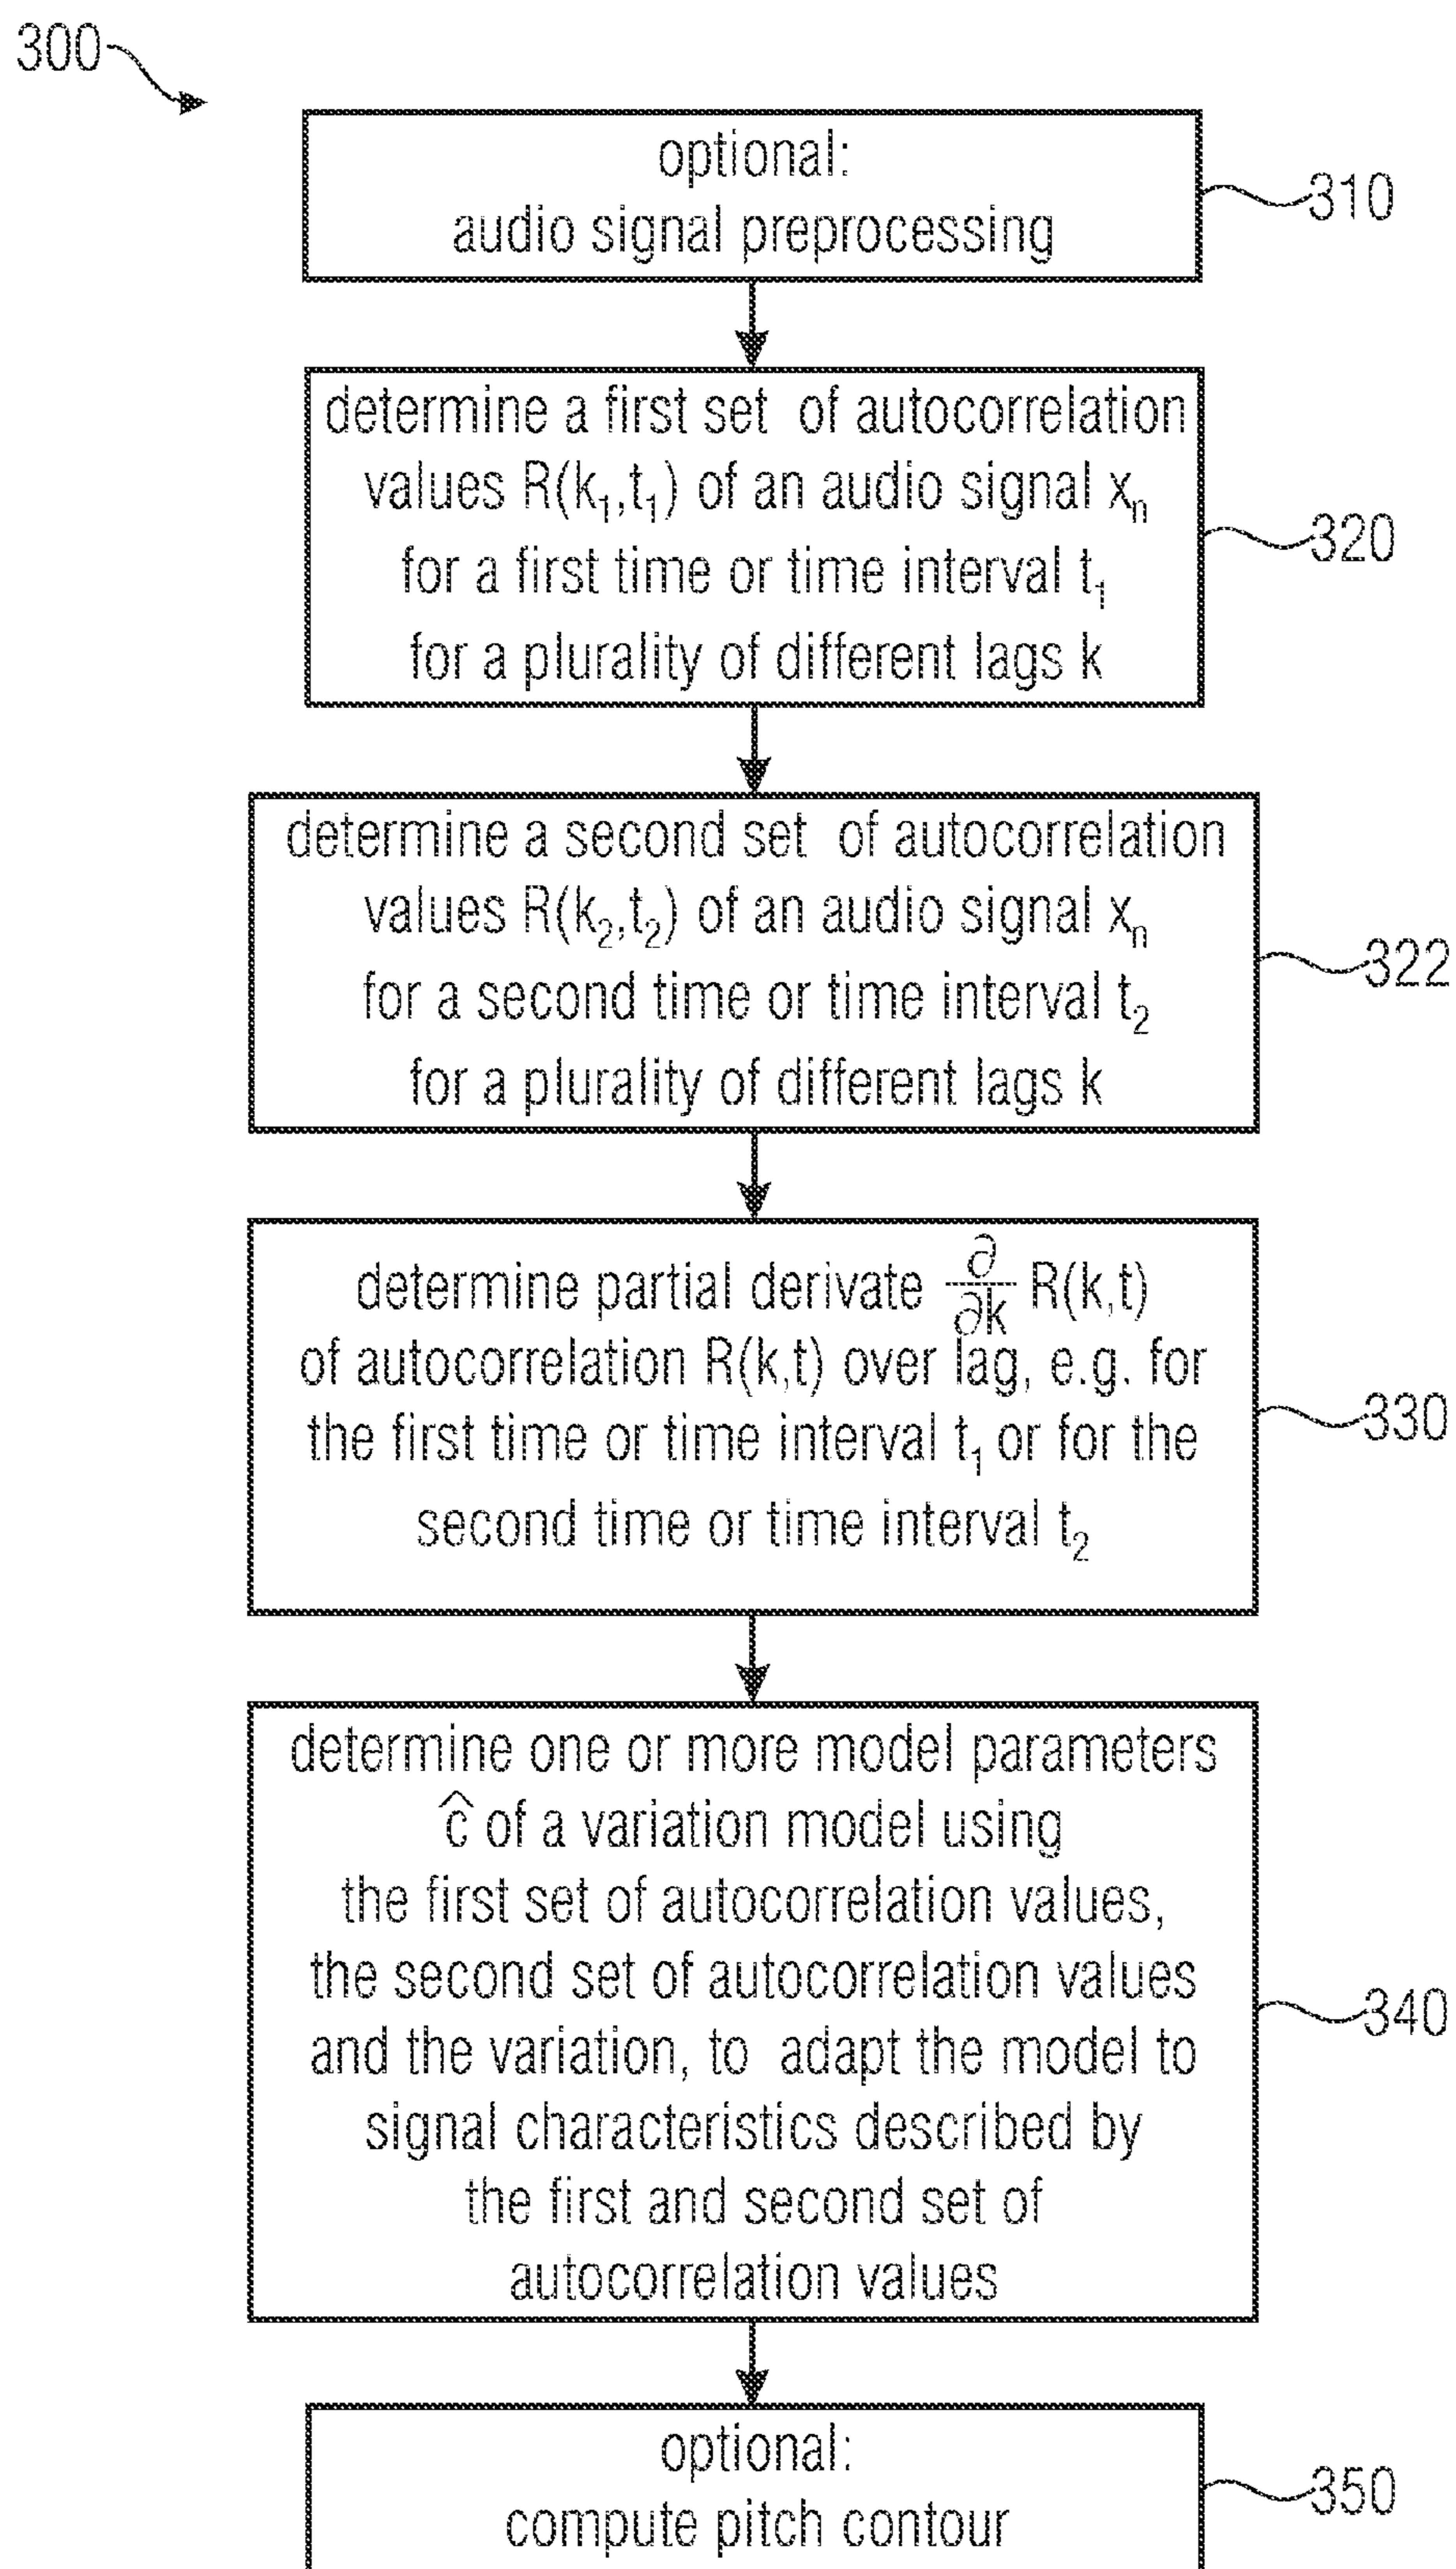 300
optional:
audio signal preprocessing
310
determine a first set of autocorrelation
values R(k₁,t₁) of an audio signal xₙ
for a first time or time interval t₁
for a plurality of different lags k
320
determine a second set of autocorrelation
values R(k₂,t₂) of an audio signal xₙ
for a second time or time interval t₂
for a plurality of different lags k
322
determine partial derivate ∂/∂k R(k,t)
of autocorrelation R(k,t) over lag, e.g. for
the first time or time interval t₁ or for the
second time or time interval t₂
330
determine one or more model parameters
ĉ of a variation model using
the first set of autocorrelation values,
the second set of autocorrelation values
and the variation, to adapt the model to
signal characteristics described by
the first and second set of
autocorrelation values
340
optional:
compute pitch contour
350